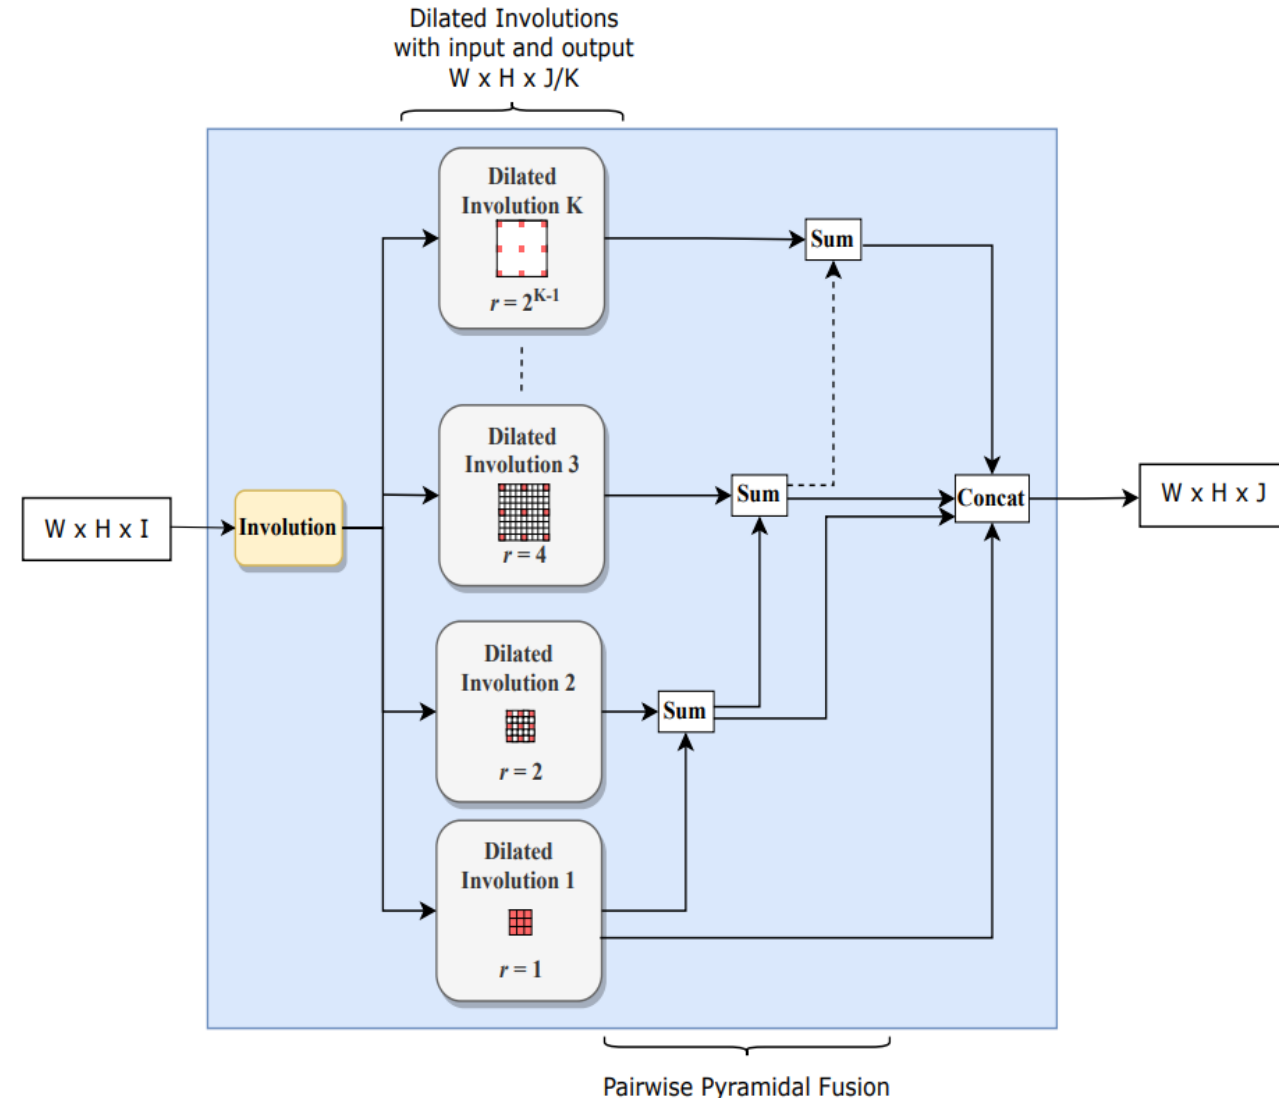 Dilated Involutions
with input and output
W x H x J/K
Dilated
Involution K
r = 2^{K-1}
Sum
Dilated
Involution 3
r = 4
Sum
Concat
W x H x J
W x H x I
Involution
Dilated
Involution 2
r = 2
Sum
Dilated
Involution 1
r = 1
Pairwise Pyramidal Fusion